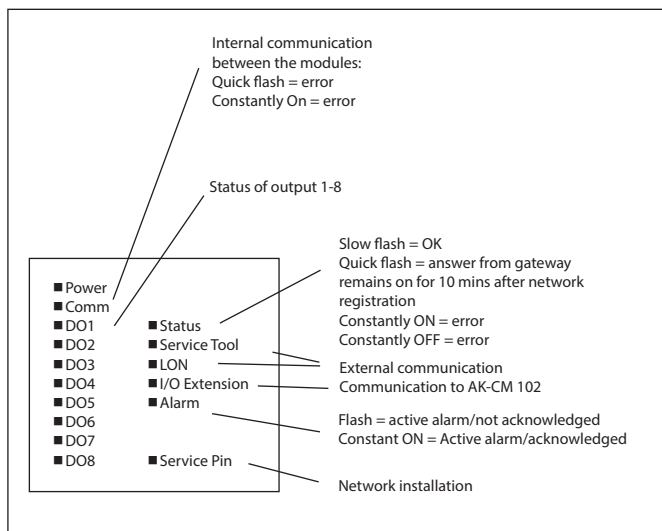 Internal communication
between the modules:
Quick flash = error
Constantly On = error
Status of output 1-8
Slow flash = OK
Quick flash = answer from gateway
remains on for 10 mins after network
registration
Constantly ON = error
Constantly OFF = error
External communication
Communication to AK-CM 102
Flash = active alarm/not acknowledged
Constant ON = Active alarm/acknowledged
Network installation
Power
Comm
DO1
DO2
DO3
DO4
DO5
DO6
DO7
DO8
Status
Service Tool
LON
I/O Extension
Alarm
Service Pin